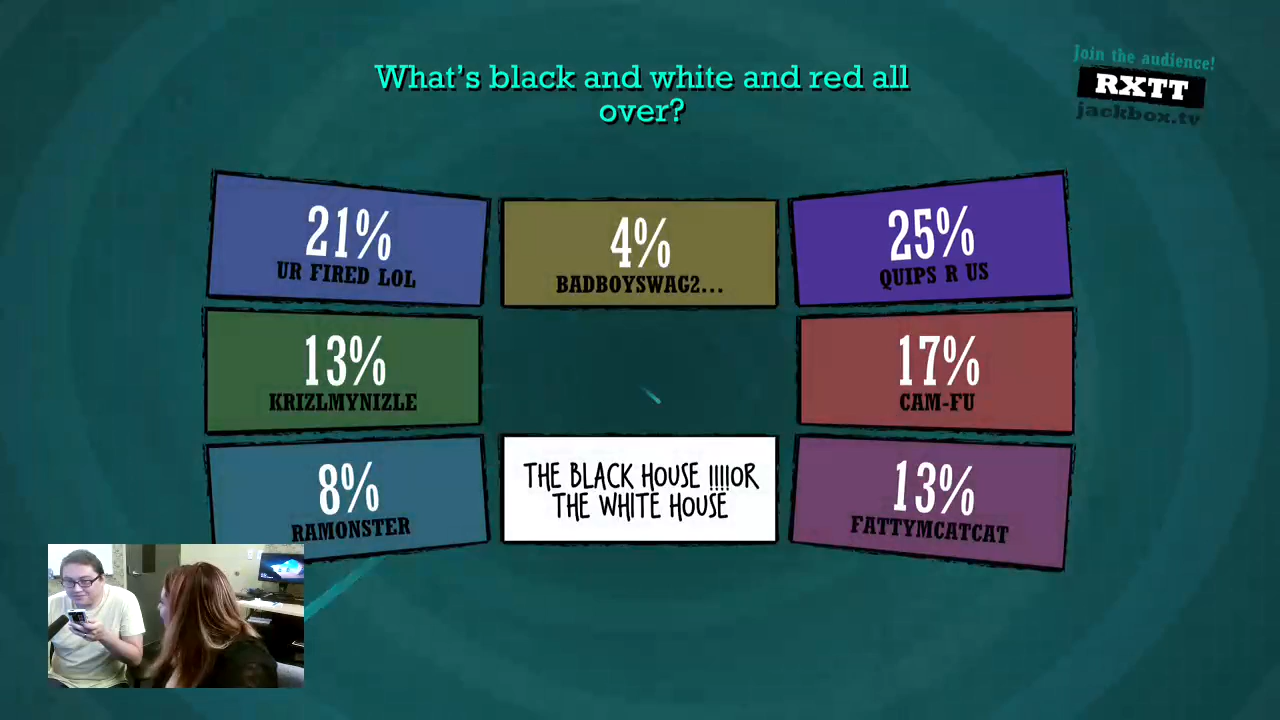 What's black and white and red all
over?
Join the audience!
RXTT
jackbox.tv
21%
UR FIRED LOL
4%
BADBOYSWAG2...
25%
QUIPS R US
13%
KRIZLMYNIZLE
17%
CAM-FU
8%
RAMONSTER
THE BLACK HOUSE !!!!OR
THE WHITE HOUSE
13%
FATTYMCATCAT